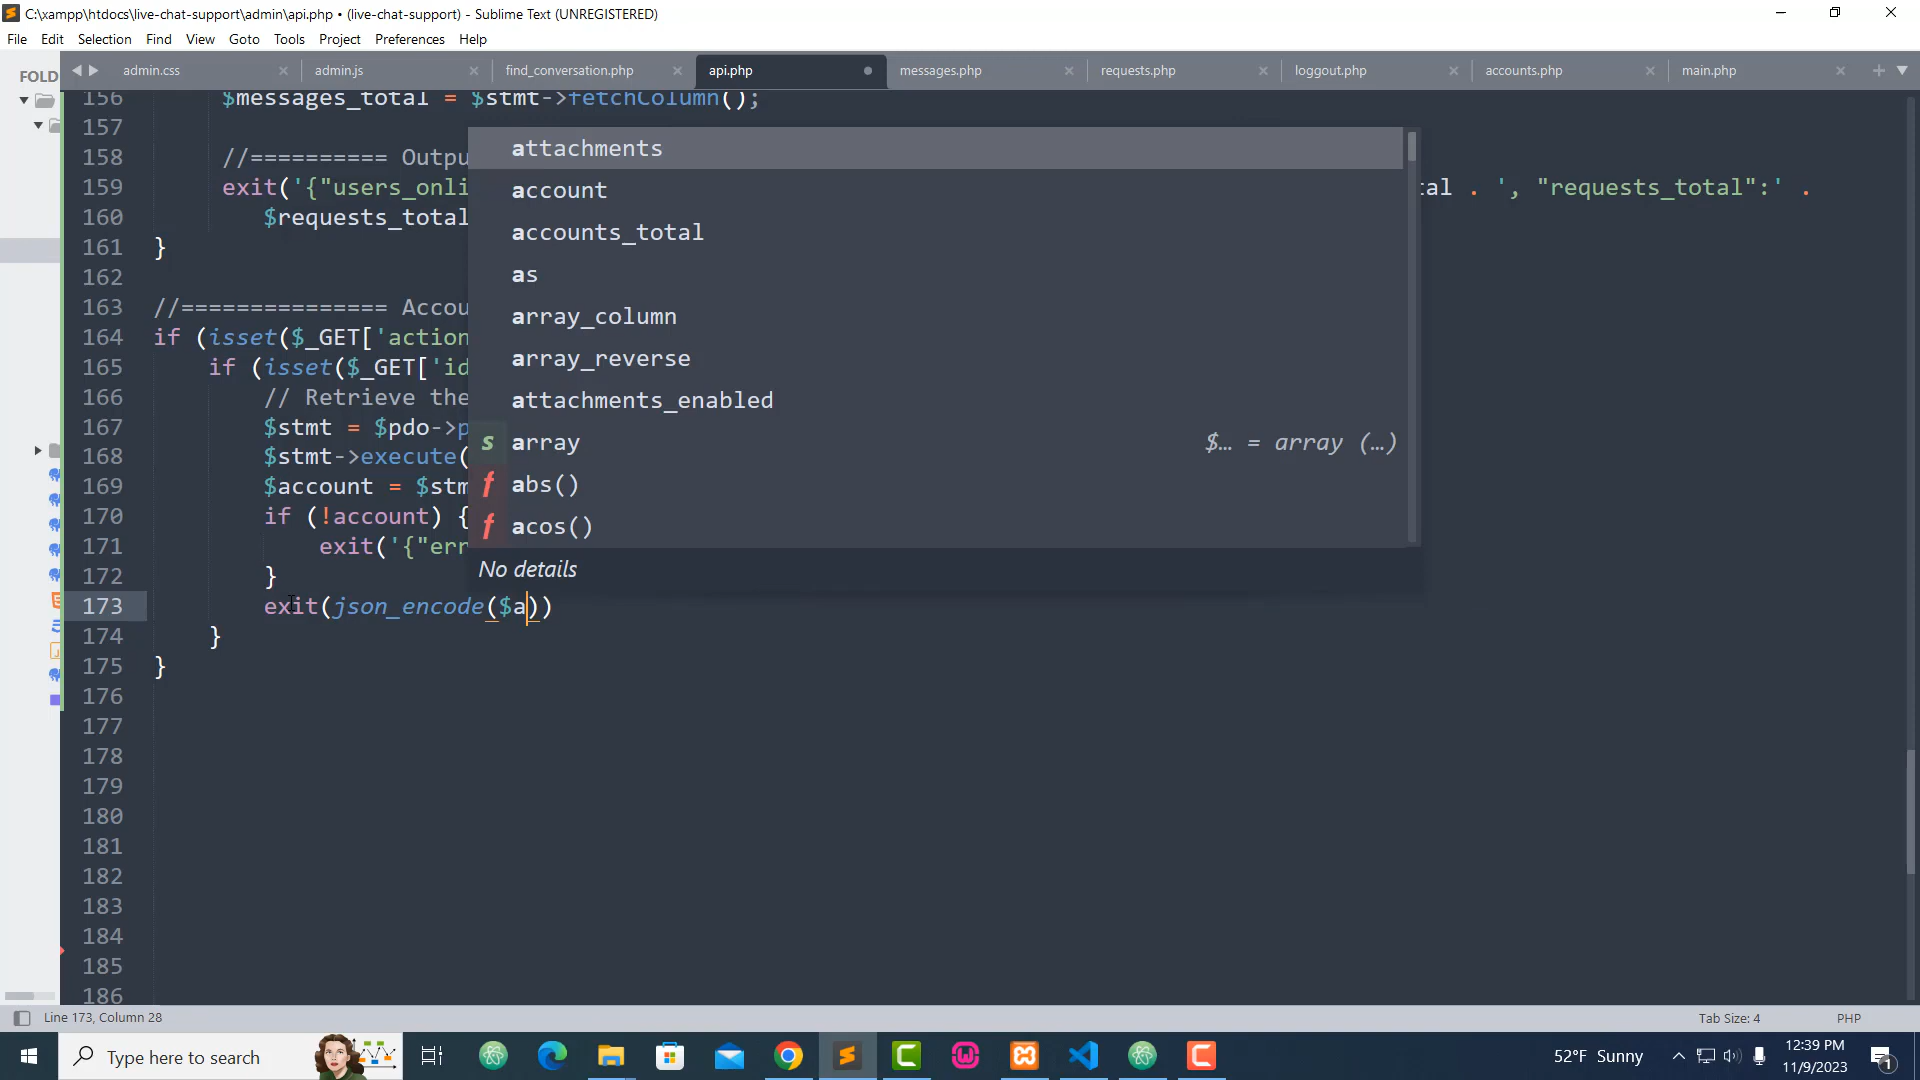 C:\xampp\htdocs\live-chat-support\admin\api.php • (live-chat-support) - Sublime Text (UNREGISTERED)
File Edit Selection Find View Goto Tools Project Preferences Help
FOLD
admin.css
admin.js
find_conversation.php
api.php
messages.php
requests.php
loggout.php
accounts.php
main.php
156 $messages_total = $stmt->fetchColumn();
157
158 //========== Outpu
159 exit('{"users_onli tal . ', "requests_total":' .
160 $requests_total
161 }
162
163 //=============== Accou
164 if (isset($_GET['action
165 if (isset($_GET['id
166 // Retrieve the
167 $stmt = $pdo->p
168 $stmt->execute(
169 $account = $stm
170 if (!account) {
171 exit('{"err
172 }
173 exit(json_encode($a))
174 }
175 }
176
177
178
179
180
181
182
183
184
185
186
attachments
account
accounts_total
as
array_column
array_reverse
attachments_enabled
s array $… = array (…)
f abs()
f acos()
No details
Line 173, Column 28
Tab Size: 4
PHP
Type here to search
52°F Sunny
12:39 PM
11/9/2023
1